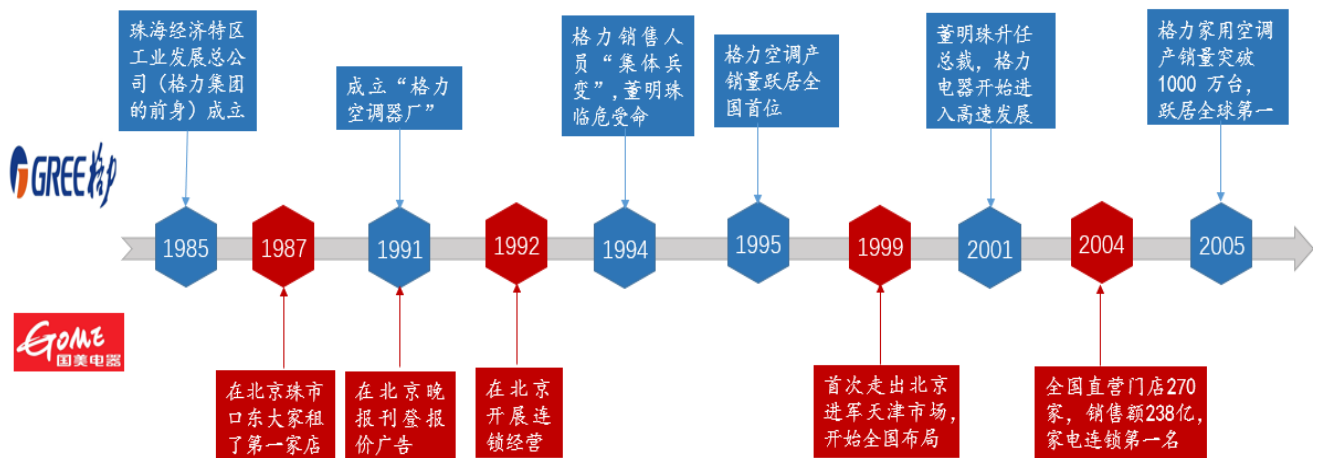 珠海经济特区
工业发展总公
司（格力集团
的前身）成立
成立“格力
空调器厂”
格力销售人
员“集体兵
变”,董明珠
临危受命
格力空调产
销量跃居全
国首位
董明珠升任
总裁，格力
电器开始进
入高速发展
格力家用空调
产销量突破
1000 万台，
跃居全球第一
GREE格力
1985
1987
1991
1992
1994
1995
1999
2001
2004
2005
GOME
国美电器
在北京珠市
口东大家租
了第一家店
在北京晚
报刊登报
价广告
在北京
开展连
锁经营
首次走出北京
进军天津市场，
开始全国布局
全国直营门店270
家，销售额238亿，
家电连锁第一名